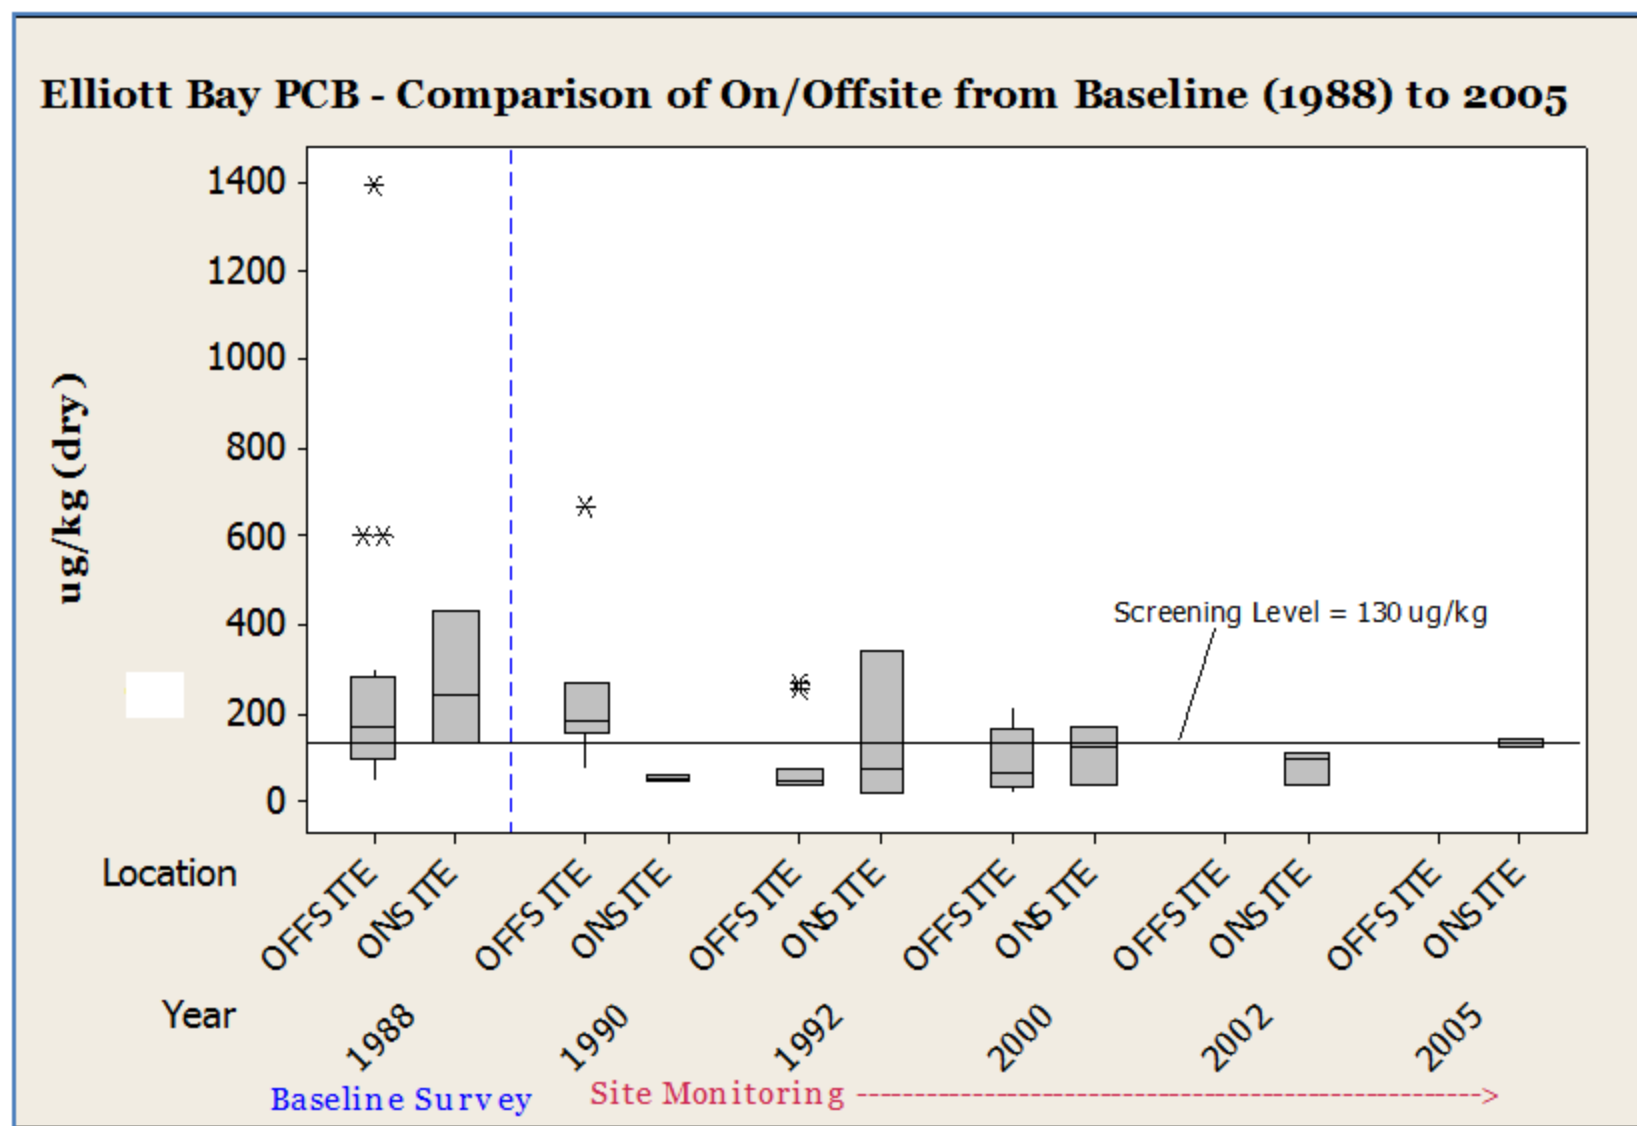 Elliott Bay PCB - Comparison of On/Offsite from Baseline (1988) to 2005
ug/kg (dry)
1400
1200
1000
800
600
400
200
0
Screening Level = 130 ug/kg
Location
OFFSITE
ONSITE
OFFSITE
ONSITE
OFFSITE
ONSITE
OFFSITE
ONSITE
OFFSITE
ONSITE
OFFSITE
ONSITE
Year
1988
1990
1992
2000
2002
2005
Baseline Survey
Site Monitoring